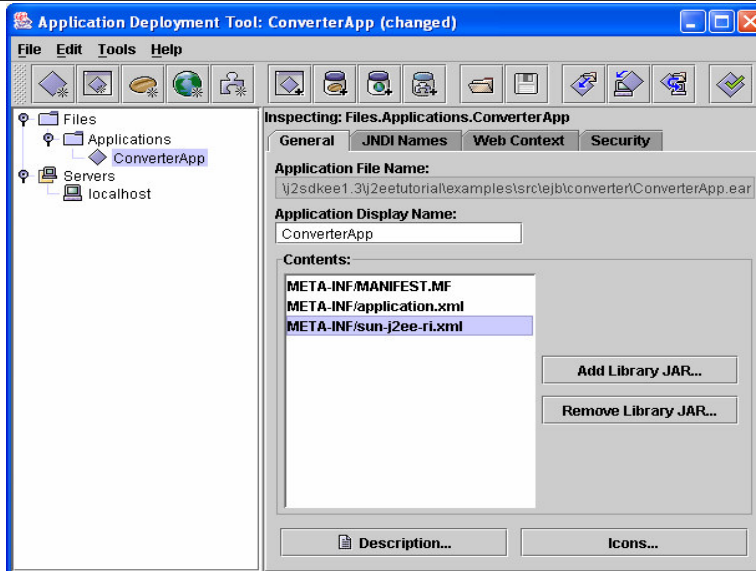 Application Deployment Tool: ConverterApp (changed)
File Edit Tools Help
Files
Applications
ConverterApp
Servers
localhost
Inspecting: Files.Applications.ConverterApp
General JNDI Names Web Context Security
Application File Name:
\j2sdkee1.3\j2eetutorial\examples\src\ejb\converter\ConverterApp.ear
Application Display Name:
ConverterApp
Contents:
META-INF/MANIFEST.MF
META-INF/application.xml
META-INF/sun-j2ee-ri.xml
Add Library JAR...
Remove Library JAR...
Description...
Icons...